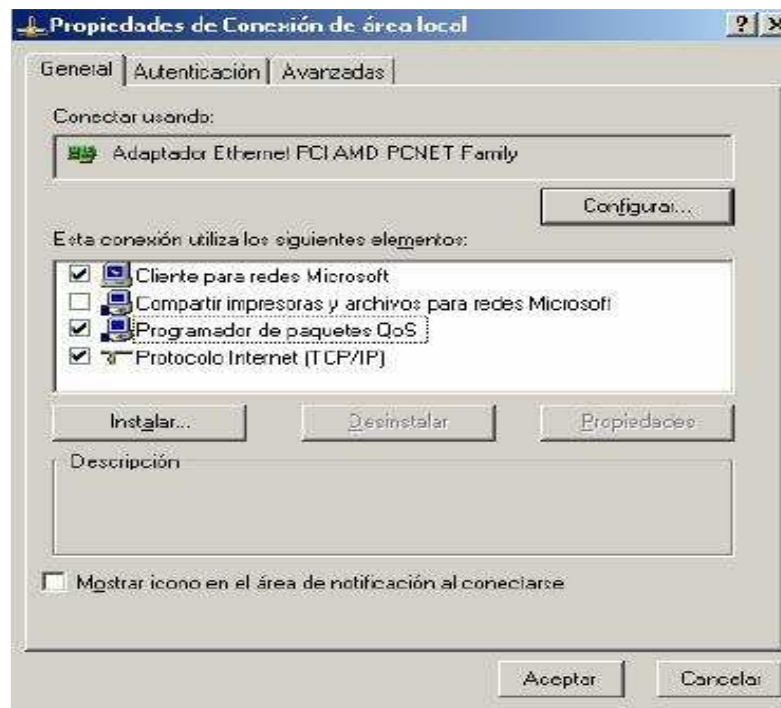 Propiedades de Conexión de área local
General Autenticación Avanzadas
Conectar usando:
Adaptador Ethernet PCI AMD PCNET Family
Configurar...
Esta conexión utiliza los siguientes elementos:
Cliente para redes Microsoft
Compartir impresoras y archivos para redes Microsoft
Programador de paquetes QoS
Protocolo Internet (TCP/IP)
Instalar... Desinstalar Propiedades
Descripción
Mostrar icono en el área de notificación al conectarse
Aceptar Cancelar